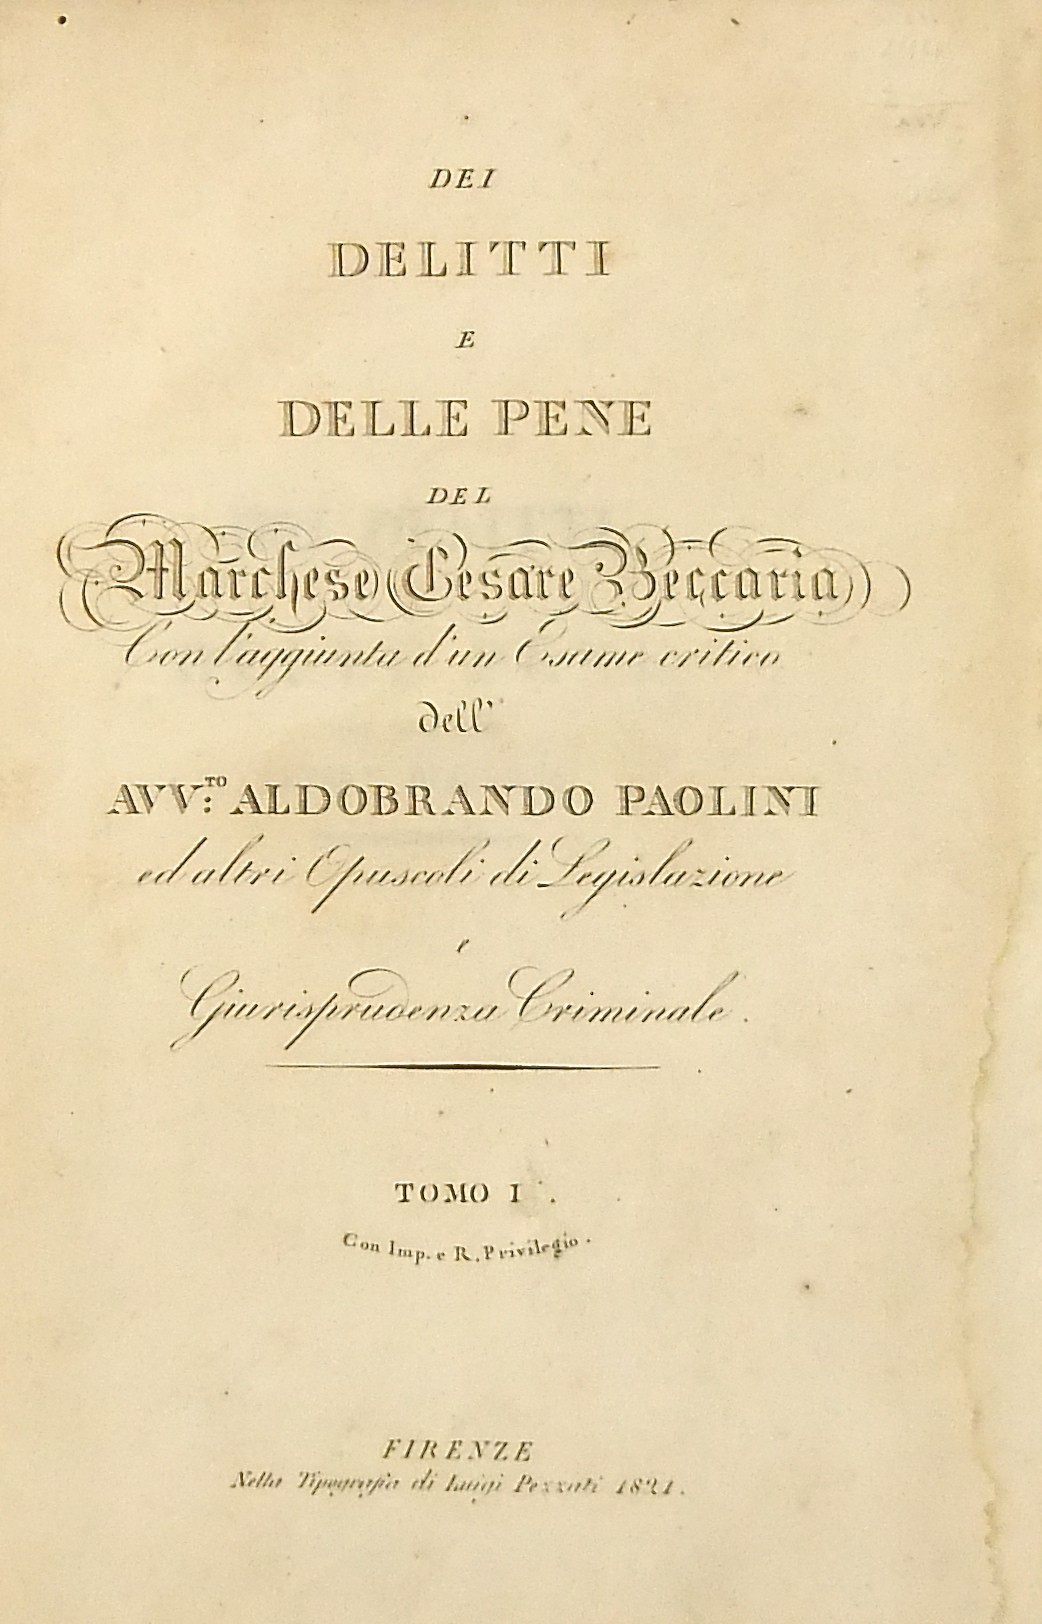 DEI
DELITTI
E
DELLE PENE
DEL
Marchese Cesare Beccaria
Con l'aggiunta d'un Esame critico
dell'
AVV:TO ALDOBRANDO PAOLINI
ed altri Opuscoli di Legislazione
e
Giurisprudenza Criminale.
TOMO I.
Con Imp. e R. Privilegio.
FIRENZE
Nella Tipografia di Luigi Pezzati 1821.